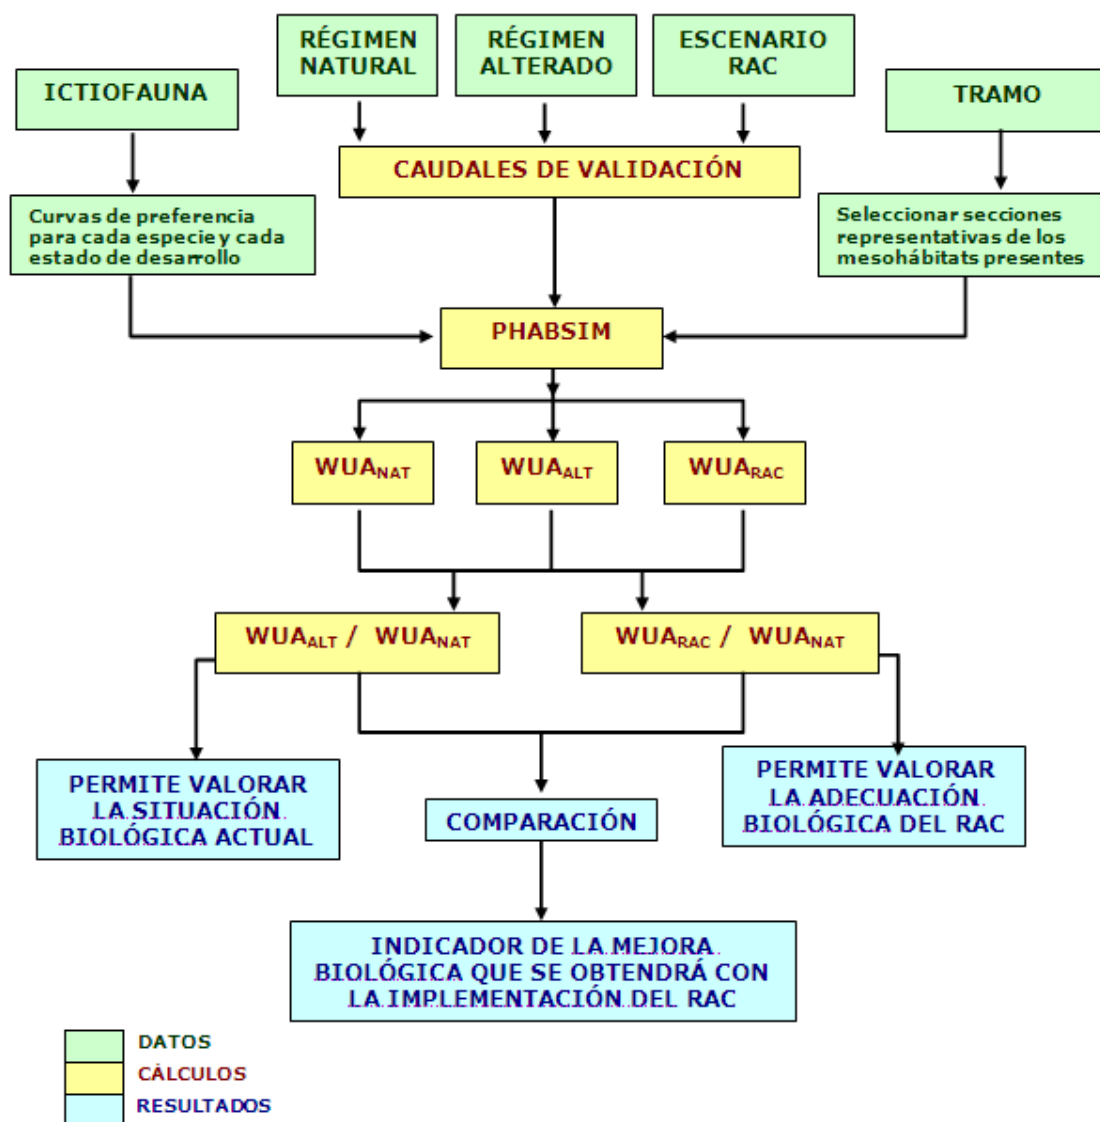 ICTIOFAUNA
RÉGIMEN
NATURAL
RÉGIMEN
ALTERADO
ESCENARIO
RAC
TRAMO
CAUDALES DE VALIDACIÓN
Curvas de preferencia
para cada especie y cada
estado de desarrollo
Seleccionar secciones
representativas de los
mesohábitats presentes
PHABSIM
WUANAT
WUAALT
WUARAC
WUAALT / WUANAT
WUARAC / WUANAT
PERMITE VALORAR
LA SITUACIÓN
BIOLÓGICA ACTUAL
COMPARACIÓN
PERMITE VALORAR
LA ADECUACIÓN
BIOLÓGICA DEL RAC
INDICADOR DE LA MEJORA
BIOLÓGICA QUE SE OBTENDRÁ CON
LA IMPLEMENTACIÓN DEL RAC
DATOS
CÁLCULOS
RESULTADOS